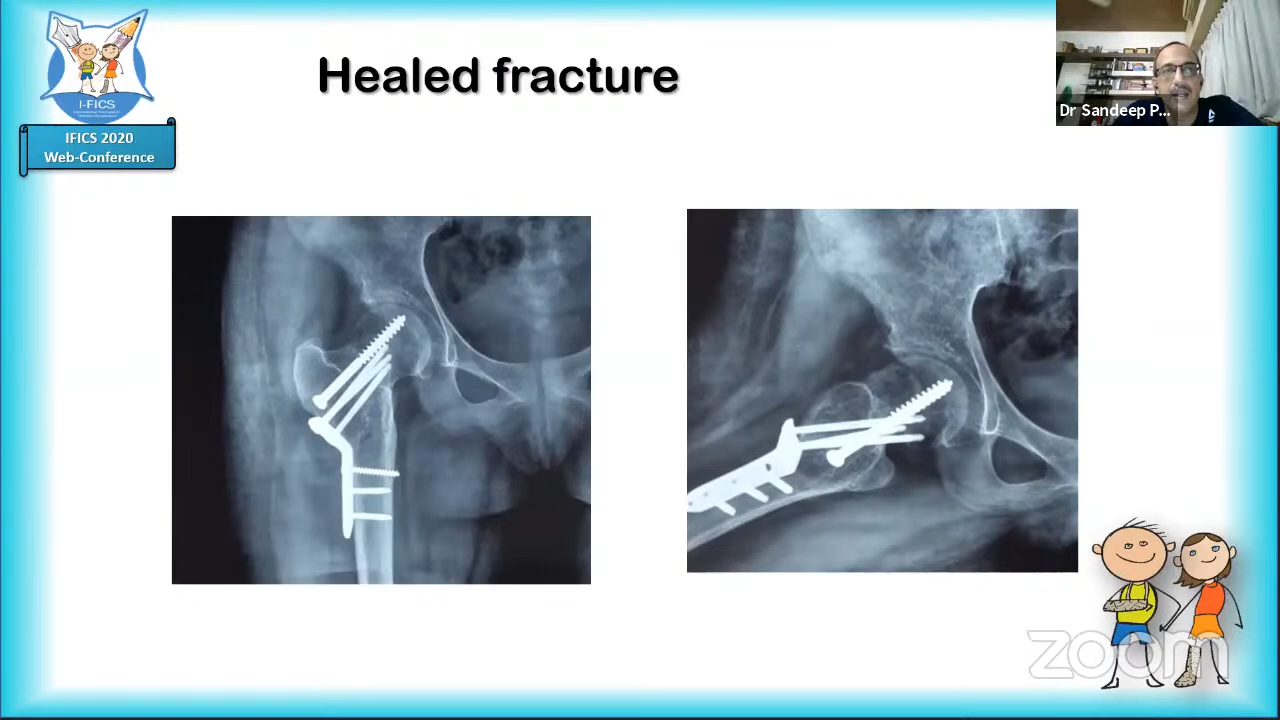 Healed fracture
I-FICS
IFICS 2020
Web-Conference
Dr Sandeep P...
zoom